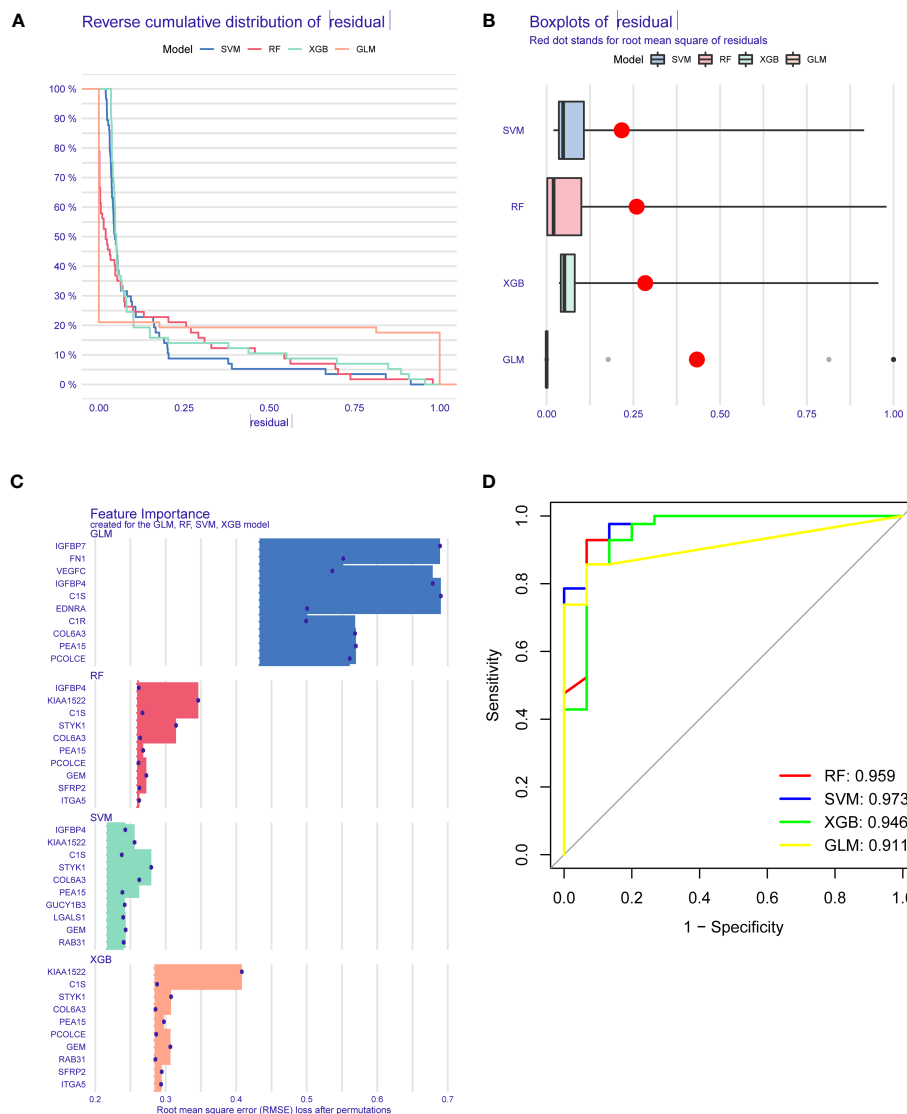 A
Reverse cumulative distribution of |residual|
Model SVM RF XGB GLM
100 %
90 %
80 %
70 %
60 %
50 %
40 %
30 %
20 %
10 %
0 %
0.00 0.25 0.50 0.75 1.00
|residual|
B
Boxplots of |residual|
Red dot stands for root mean square of residuals
Model SVM RF XGB GLM
SVM
RF
XGB
GLM
0.00 0.25 0.50 0.75 1.00
C
Feature Importance
created for the GLM, RF, SVM, XGB model
GLM
IGFBP7
FN1
VEGFC
IGFBP4
C1S
EDNRA
C1R
COL6A3
PEA15
PCOLCE
RF
IGFBP4
KIAA1522
C1S
STYK1
COL6A3
PEA15
PCOLCE
GEM
SFRP2
ITGA5
SVM
IGFBP4
KIAA1522
C1S
STYK1
COL6A3
PEA15
GUCY1B3
LGALS1
GEM
RAB31
XGB
KIAA1522
C1S
STYK1
COL6A3
PEA15
PCOLCE
GEM
RAB31
SFRP2
ITGA5
0.2 0.3 0.4 0.5 0.6 0.7
Root mean square error (RMSE) loss after permutations
D
Sensitivity
1.0
0.8
0.6
0.4
0.2
0.0
RF: 0.959
SVM: 0.973
XGB: 0.946
GLM: 0.911
0.0 0.2 0.4 0.6 0.8 1.0
1 − Specificity